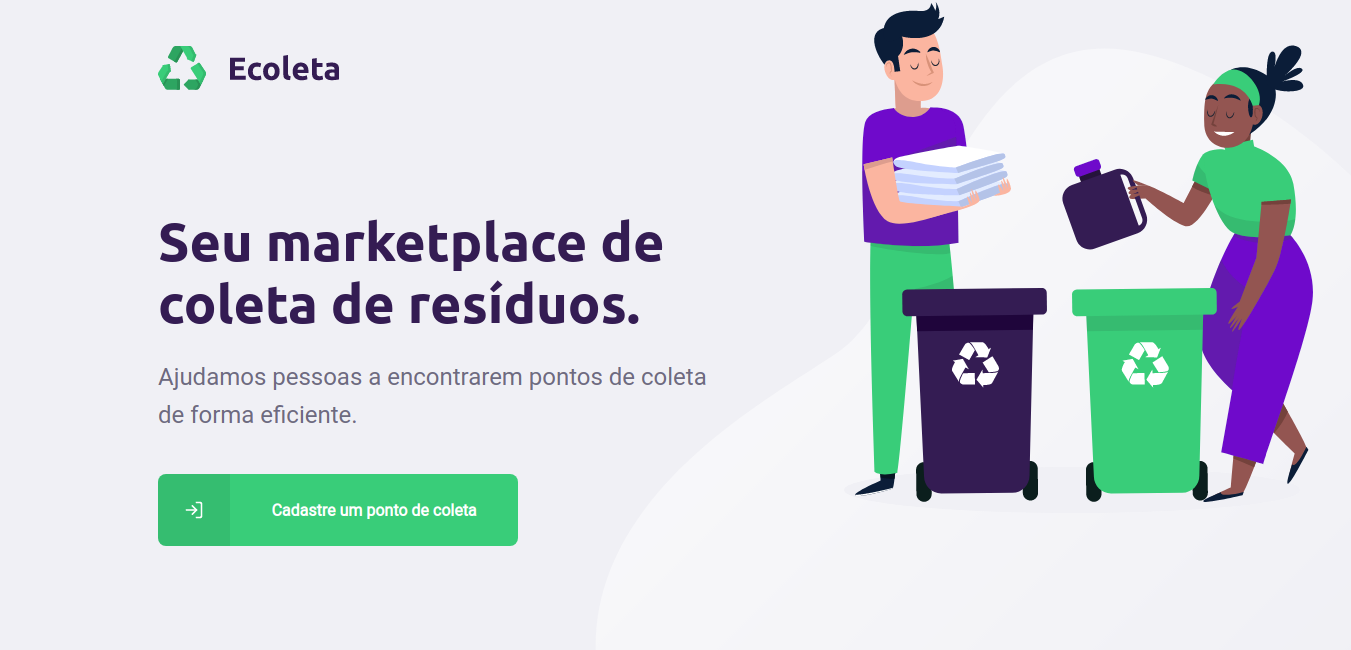 Ecoleta
Seu marketplace de
coleta de resíduos.
Ajudamos pessoas a encontrarem pontos de coleta
de forma eficiente.
Cadastre um ponto de coleta